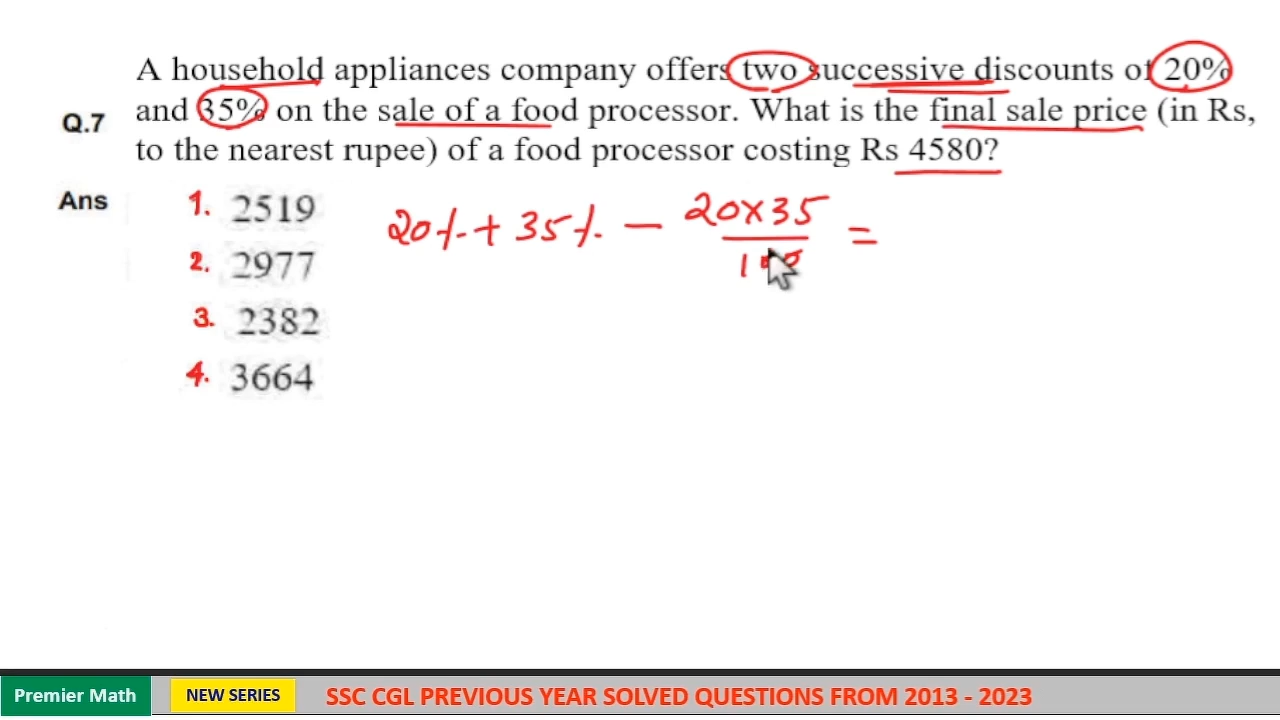 A household appliances company offers two successive discounts of 20%
Q.7 and 35% on the sale of a food processor. What is the final sale price (in Rs,
to the nearest rupee) of a food processor costing Rs 4580?
Ans 1. 2519
20% + 35% - 20x35/100 =
2. 2977
3. 2382
4. 3664
Premier Math NEW SERIES SSC CGL PREVIOUS YEAR SOLVED QUESTIONS FROM 2013 - 2023